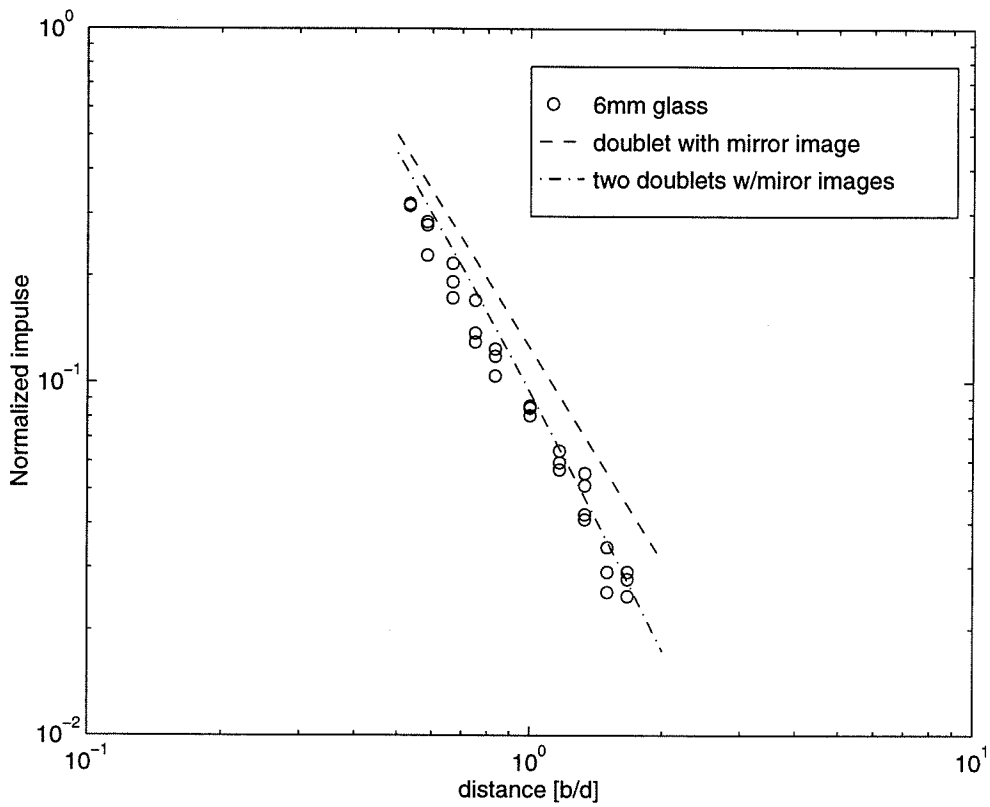 10^0
6mm glass
doublet with mirror image
two doublets w/miror images
Normalized impulse
10^-1
10^-2
10^-1
10^0
10^1
distance [b/d]